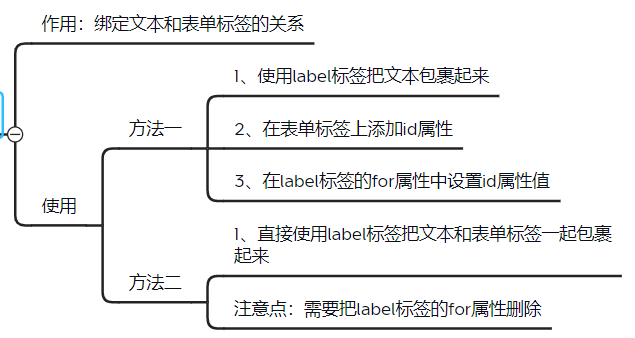 作用：绑定文本和表单标签的关系
1、使用label标签把文本包裹起来
方法一
2、在表单标签上添加id属性
3、在label标签的for属性中设置id属性值
使用
1、直接使用label标签把文本和表单标签一起包裹
起来
方法二
注意点：需要把label标签的for属性删除